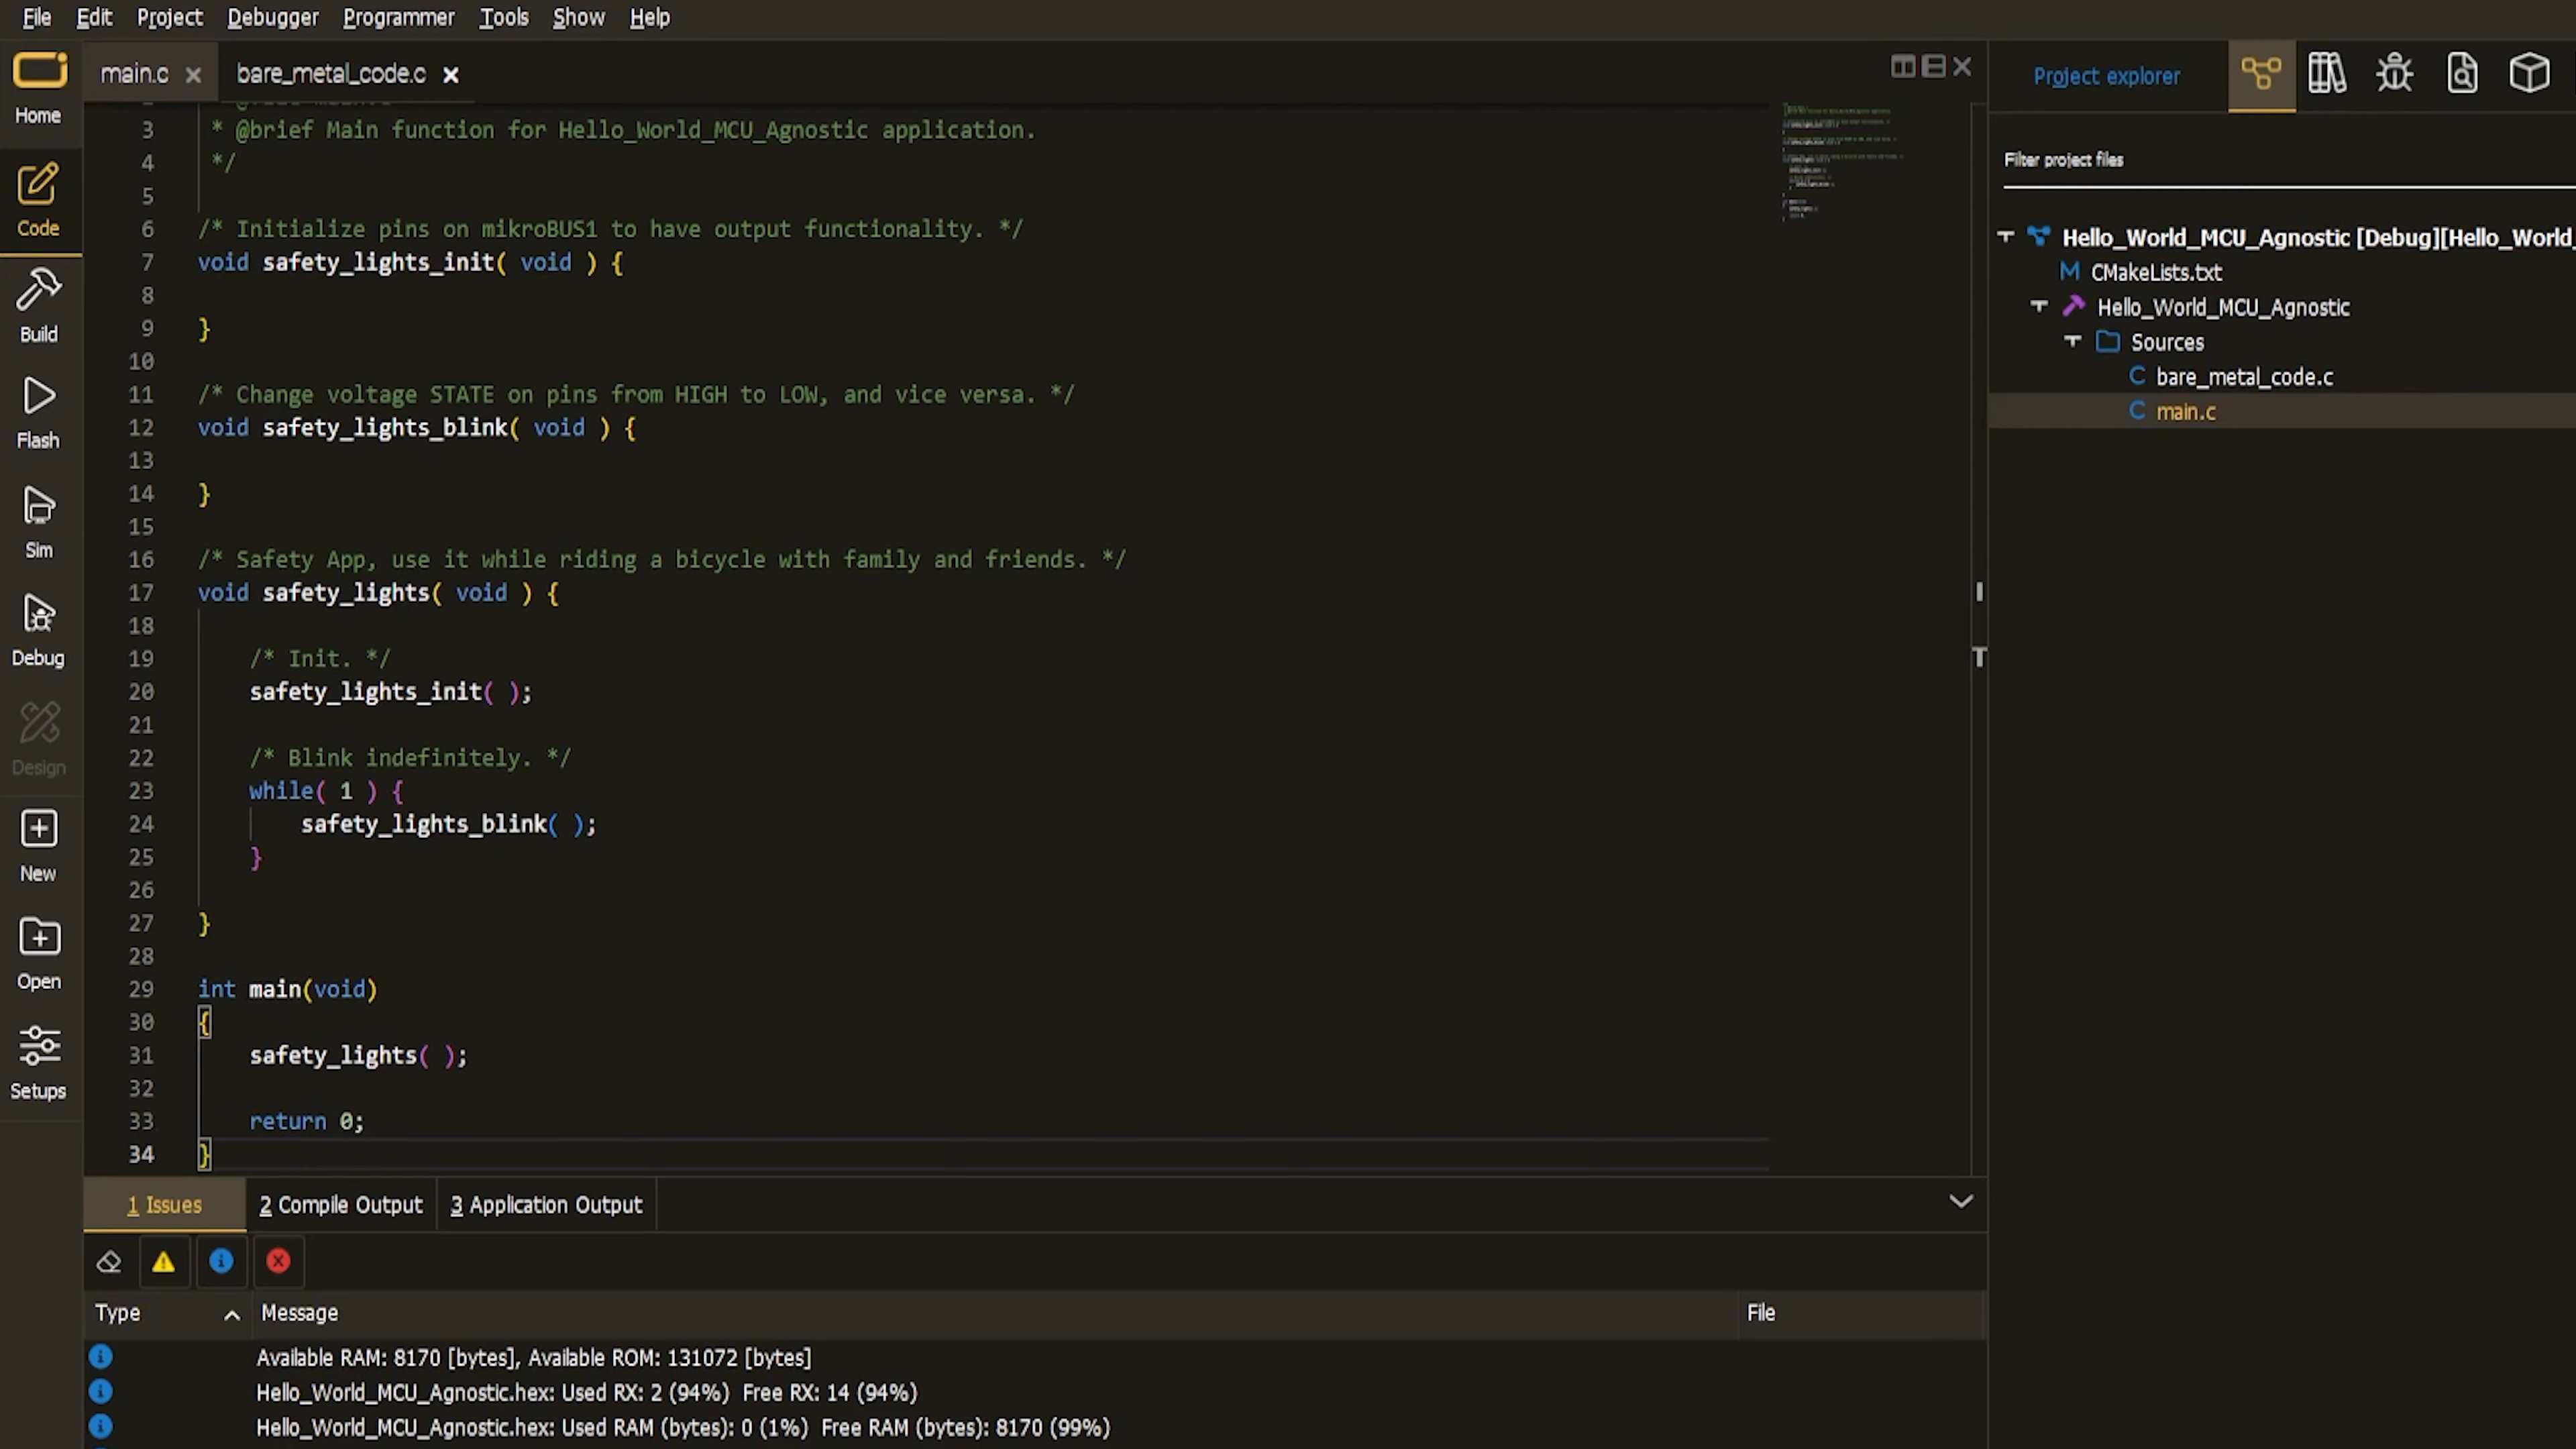 File Edit Project Debugger Programmer Tools Show Help
Home
Code
Build
Flash
Sim
Debug
Design
New
Open
Setups
main.c bare_metal_code.c
3 * @brief Main function for Hello_World_MCU_Agnostic application.
4 */
5
6 /* Initialize pins on mikroBUS1 to have output functionality. */
7 void safety_lights_init( void ) {
8
9 }
10
11 /* Change voltage STATE on pins from HIGH to LOW, and vice versa. */
12 void safety_lights_blink( void ) {
13
14 }
15
16 /* Safety App, use it while riding a bicycle with family and friends. */
17 void safety_lights( void ) {
18
19 /* Init. */
20 safety_lights_init( );
21
22 /* Blink indefinitely. */
23 while( 1 ) {
24 safety_lights_blink( );
25 }
26
27 }
28
29 int main(void)
30 {
31 safety_lights( );
32
33 return 0;
34 }
1 Issues 2 Compile Output 3 Application Output
Type Message File
Available RAM: 8170 [bytes], Available ROM: 131072 [bytes]
Hello_World_MCU_Agnostic.hex: Used RX: 2 (94%) Free RX: 14 (94%)
Hello_World_MCU_Agnostic.hex: Used RAM (bytes): 0 (1%) Free RAM (bytes): 8170 (99%)
Project explorer
Filter project files
Hello_World_MCU_Agnostic [Debug][Hello_World_
CMakeLists.txt
Hello_World_MCU_Agnostic
Sources
bare_metal_code.c
main.c